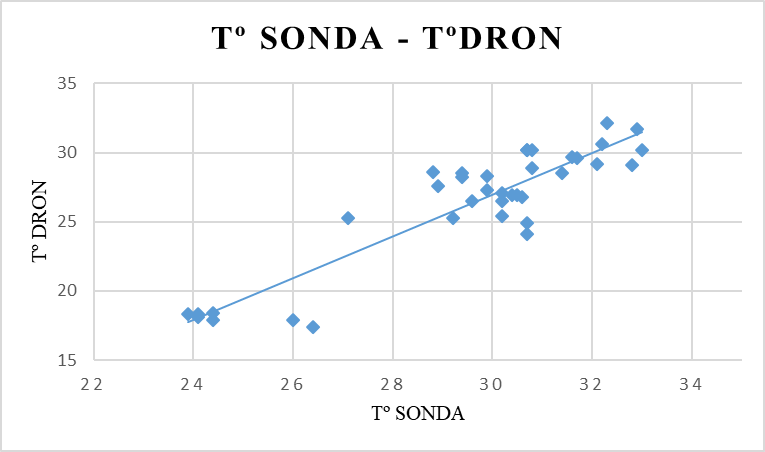 Tº SONDA - TºDRON
35
30
25
20
15
22 24 26 28 30 32 34
Tº DRON
Tº SONDA